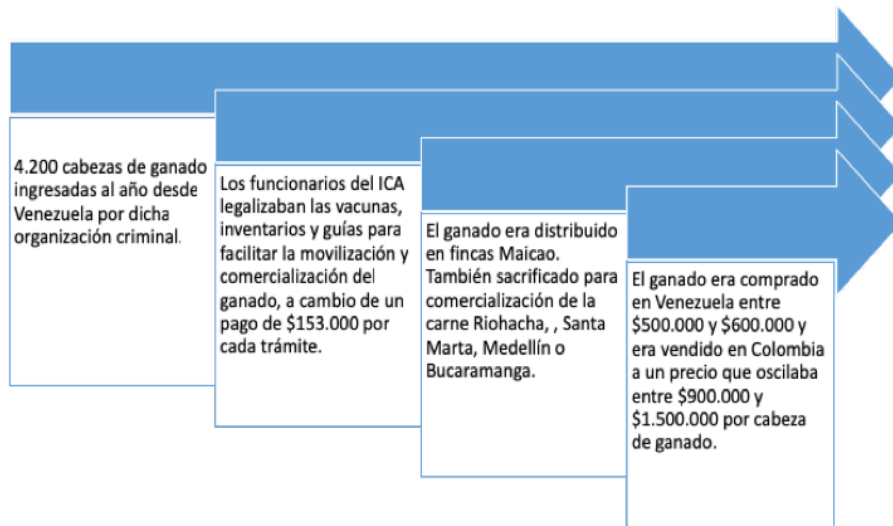 4.200 cabezas de ganado
ingresadas al año desde
Venezuela por dicha
organización criminal.
Los funcionarios del ICA
legalizaban las vacunas,
inventarios y guías para
facilitar la movilización y
comercialización del
ganado, a cambio de un
pago de $153.000 por
cada trámite.
El ganado era distribuido
en fincas Maicao.
También sacrificado para
comercialización de la
carne Riohacha, , Santa
Marta, Medellín o
Bucaramanga.
El ganado era comprado
en Venezuela entre
$500.000 y $600.000 y
era vendido en Colombia
a un precio que oscilaba
entre $900.000 y
$1.500.000 por cabeza
de ganado.